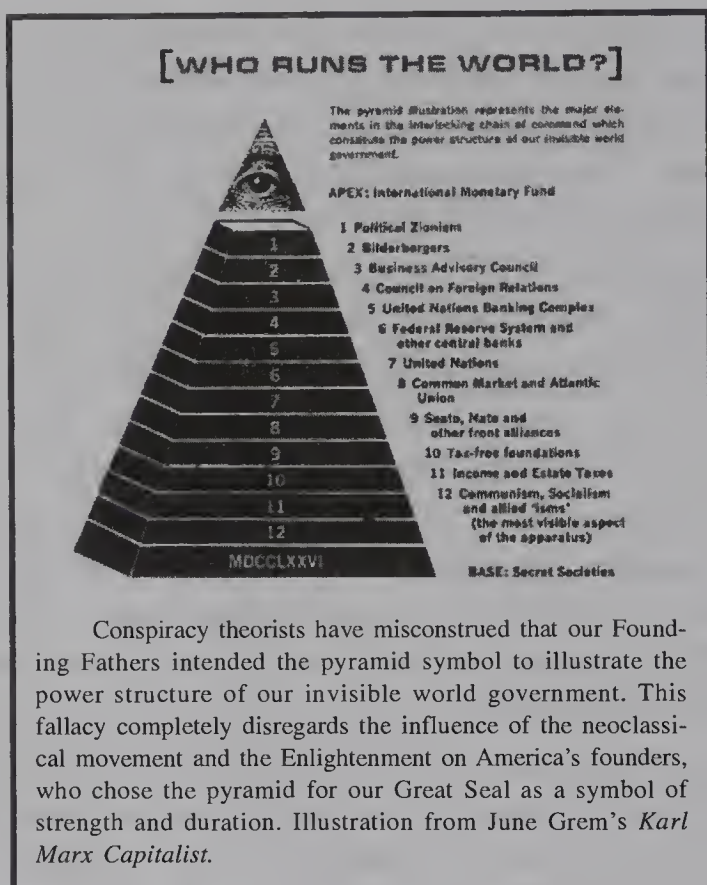 [WHO RUNS THE WORLD?]
The pyramid illustration represents the major ele-
ments in the interlocking chain of command which
constitute the power structure of our invisible world
government.
APEX: International Monetary Fund
1 Political Zionism
2 Bilderbergers
3 Business Advisory Council
4 Council on Foreign Relations
5 United Nations Banking Complex
6 Federal Reserve System and
other central banks
7 United Nations
8 Common Market and Atlantic
Union
9 Seato, Nato and
other front alliances
10 Tax-free foundations
11 Income and Estate Taxes
12 Communism, Socialism
and allied 'isms'
(the most visible aspect
of the apparatus)
BASE: Secret Societies
1
2
3
4
5
6
7
8
9
10
11
12
MDCCLXXVI
Conspiracy theorists have misconstrued that our Found-
ing Fathers intended the pyramid symbol to illustrate the
power structure of our invisible world government. This
fallacy completely disregards the influence of the neoclassi-
cal movement and the Enlightenment on America's founders,
who chose the pyramid for our Great Seal as a symbol of
strength and duration. Illustration from June Grem's Karl
Marx Capitalist.